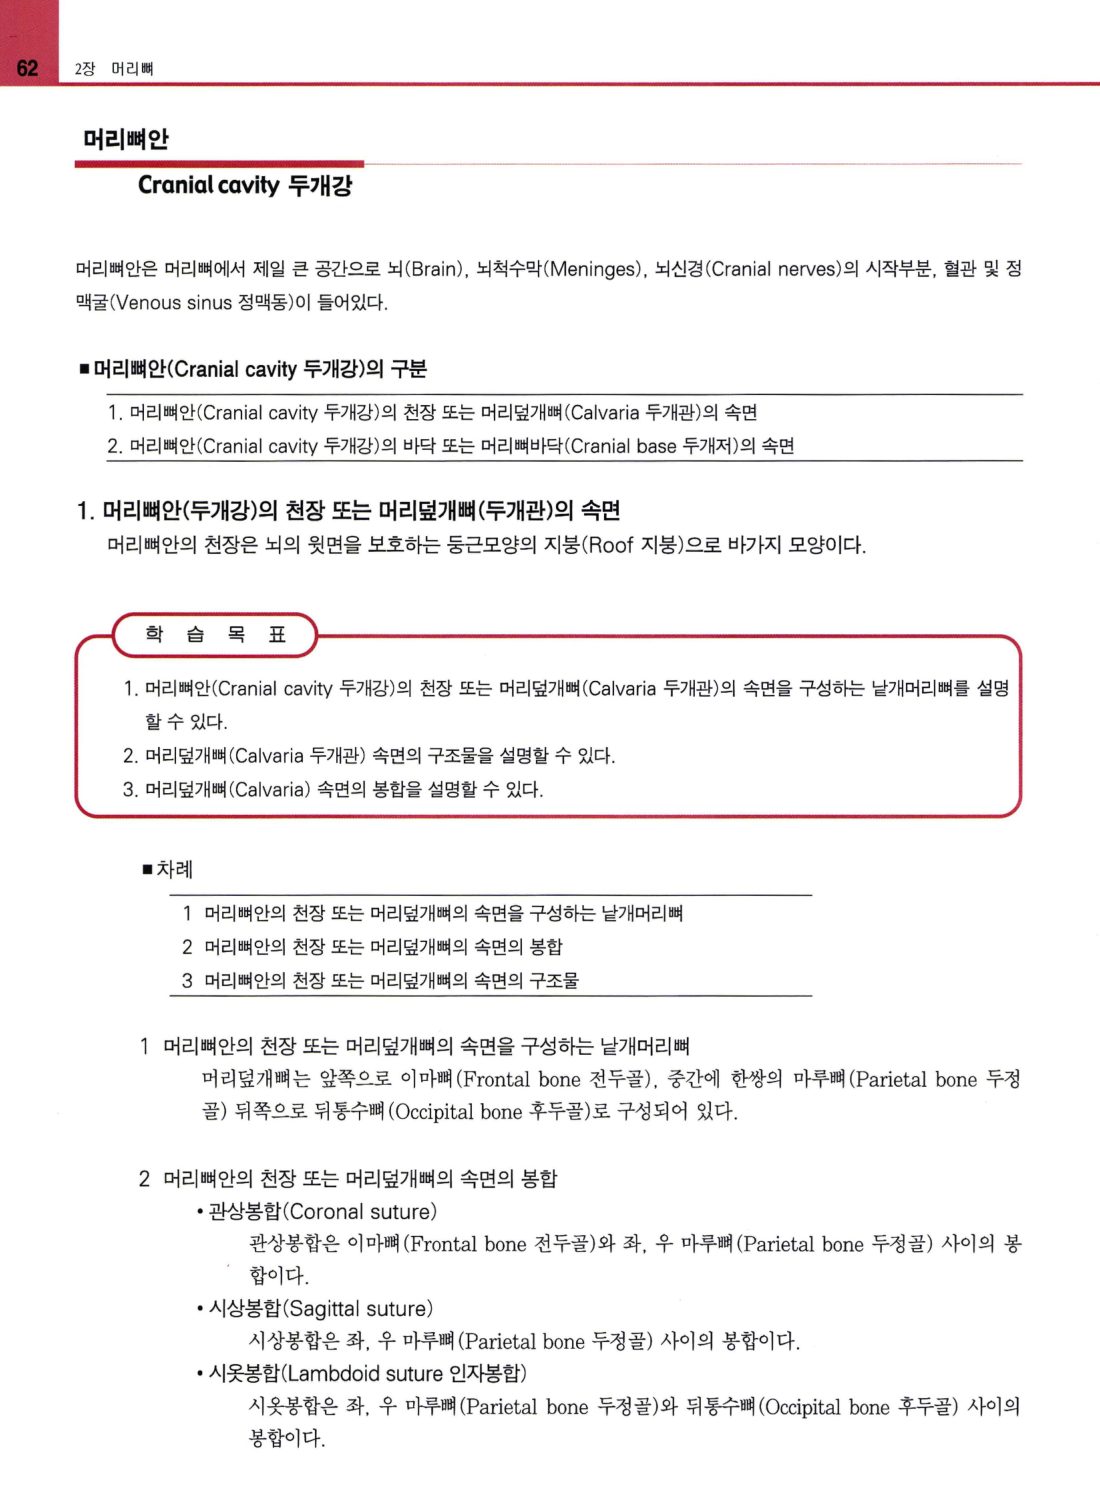 62
2장 머리뼈
머리뼈안
Cranial cavity 두개강
머리뼈안은 머리뼈에서 제일 큰 공간으로 뇌(Brain), 뇌척수막(Meninges), 뇌신경(Cranial nerves)의 시작부분, 혈관 및 정
맥굴(Venous sinus 정맥동)이 들어있다.
■ 머리뼈안(Cranial cavity 두개강)의 구분
1. 머리뼈안(Cranial cavity 두개강)의 천장 또는 머리덮개뼈(Calvaria 두개관)의 속면
2. 머리뼈안(Cranial cavity 두개강)의 바닥 또는 머리뼈바닥(Cranial base 두개저)의 속면
1. 머리뼈안(두개강)의 천장 또는 머리덮개뼈(두개관)의 속면
머리뼈안의 천장은 뇌의 윗면을 보호하는 둥근모양의 지붕(Roof 지붕)으로 바가지 모양이다.
학 습 목 표
1. 머리뼈안(Cranial cavity 두개강)의 천장 또는 머리덮개뼈(Calvaria 두개관)의 속면을 구성하는 낱개머리뼈를 설명
할 수 있다.
2. 머리덮개뼈(Calvaria 두개관) 속면의 구조물을 설명할 수 있다.
3. 머리덮개뼈(Calvaria) 속면의 봉합을 설명할 수 있다.
■ 차례
1 머리뼈안의 천장 또는 머리덮개뼈의 속면을 구성하는 낱개머리뼈
2 머리뼈안의 천장 또는 머리덮개뼈의 속면의 봉합
3 머리뼈안의 천장 또는 머리덮개뼈의 속면의 구조물
1 머리뼈안의 천장 또는 머리덮개뼈의 속면을 구성하는 낱개머리뼈
머리덮개뼈는 앞쪽으로 이마뼈(Frontal bone 전두골), 중간에 한쌍의 마루뼈(Parietal bone 두정
골) 뒤쪽으로 뒤통수뼈(Occipital bone 후두골)로 구성되어 있다.
2 머리뼈안의 천장 또는 머리덮개뼈의 속면의 봉합
• 관상봉합(Coronal suture)
관상봉합은 이마뼈(Frontal bone 전두골)와 좌, 우 마루뼈(Parietal bone 두정골) 사이의 봉
합이다.
• 시상봉합(Sagittal suture)
시상봉합은 좌, 우 마루뼈(Parietal bone 두정골) 사이의 봉합이다.
• 시옷봉합(Lambdoid suture 인자봉합)
시옷봉합은 좌, 우 마루뼈(Parietal bone 두정골)와 뒤통수뼈(Occipital bone 후두골) 사이의
봉합이다.